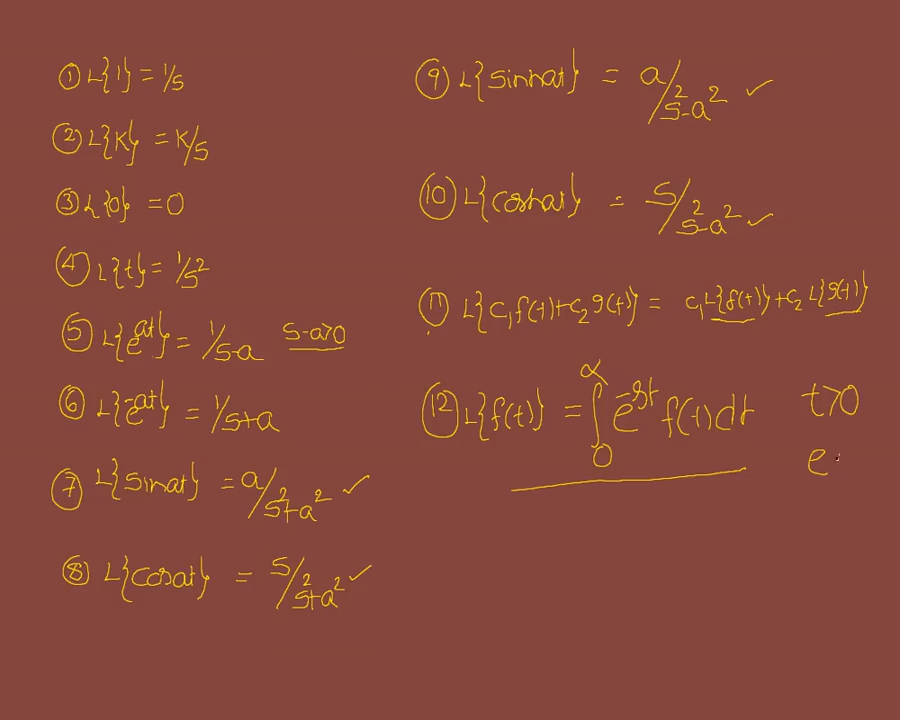 ① L{1} = 1/s
② L{K} = K/s
③ L{0} = 0
④ L{t} = 1/s²
⑤ L{e^{at}} = 1/s-a s-a>0
⑥ L{e^{-at}} = 1/s+a
⑦ L{sinat} = a/s²+a² ✓
⑧ L{cosat} = s/s²+a² ✓
⑨ L{sinhat} = a/s²-a² ✓
⑩ L{coshat} = s/s²-a² ✓
⑪ L{c₁f(t)+c₂g(t)} = c₁L{f(t)}+c₂ L{g(t)}
⑫ L{f(t)} = ∫₀^∝ e^{-st} f(t)dt t>0
e